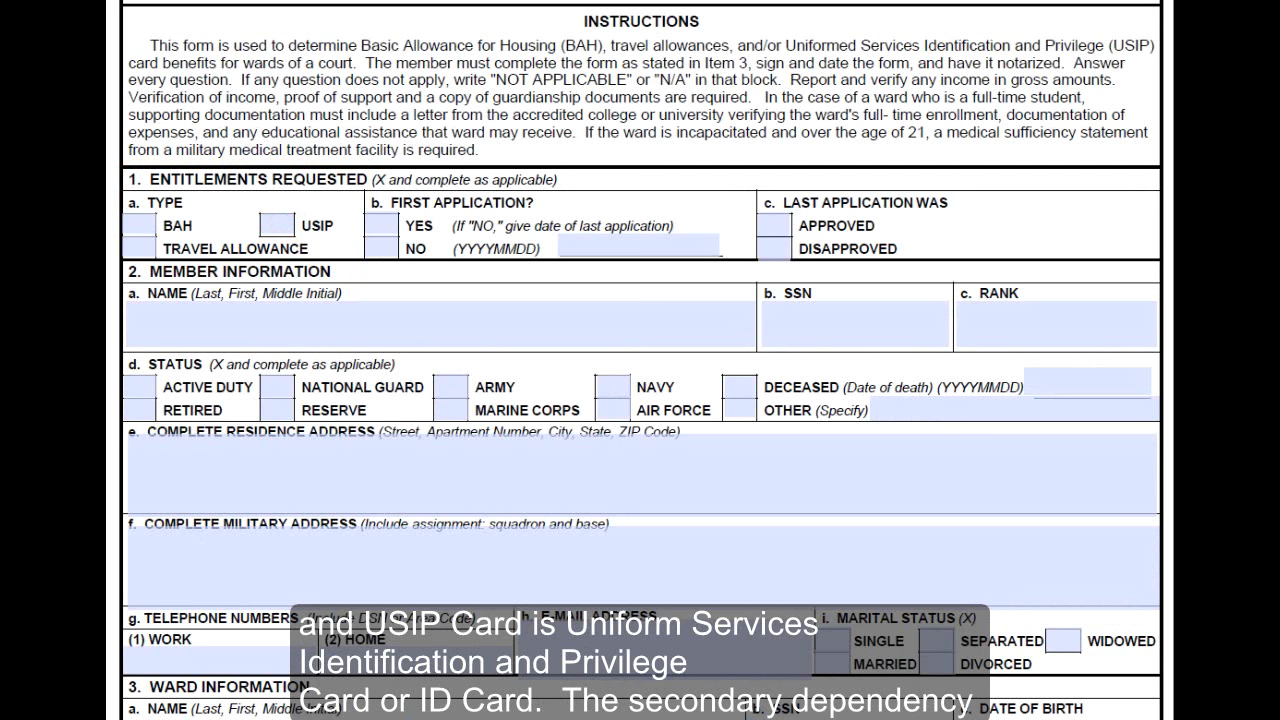 INSTRUCTIONS
This form is used to determine Basic Allowance for Housing (BAH), travel allowances, and/or Uniformed Services Identification and Privilege (USIP)
card benefits for wards of a court. The member must complete the form as stated in Item 3, sign and date the form, and have it notarized. Answer
every question. If any question does not apply, write "NOT APPLICABLE" or "N/A" in that block. Report and verify any income in gross amounts.
Verification of income, proof of support and a copy of guardianship documents are required. In the case of a ward who is a full-time student,
supporting documentation must include a letter from the accredited college or university verifying the ward's full- time enrollment, documentation of
expenses, and any educational assistance that ward may receive. If the ward is incapacitated and over the age of 21, a medical sufficiency statement
from a military medical treatment facility is required.
1. ENTITLEMENTS REQUESTED (X and complete as applicable)
a. TYPE b. FIRST APPLICATION? c. LAST APPLICATION WAS
BAH USIP YES (If "NO," give date of last application) APPROVED
TRAVEL ALLOWANCE NO (YYYYMMDD) DISAPPROVED
2. MEMBER INFORMATION
a. NAME (Last, First, Middle Initial) b. SSN c. RANK
d. STATUS (X and complete as applicable)
ACTIVE DUTY NATIONAL GUARD ARMY NAVY DECEASED (Date of death) (YYYYMMDD)
RETIRED RESERVE MARINE CORPS AIR FORCE OTHER (Specify)
e. COMPLETE RESIDENCE ADDRESS (Street, Apartment Number, City, State, ZIP Code)
f. COMPLETE MILITARY ADDRESS (Include assignment: squadron and base)
g. TELEPHONE NUMBERS (Include DSN or Area Code) h. E-MAIL ADDRESS i. MARITAL STATUS (X)
(1) WORK (2) HOME SINGLE SEPARATED WIDOWED
MARRIED DIVORCED
3. WARD INFORMATION
a. NAME (Last, First, Middle Initial) b. SSN c. DATE OF BIRTH
and USIP Card is Uniform Services
Identification and Privilege
Card or ID Card. The secondary dependency